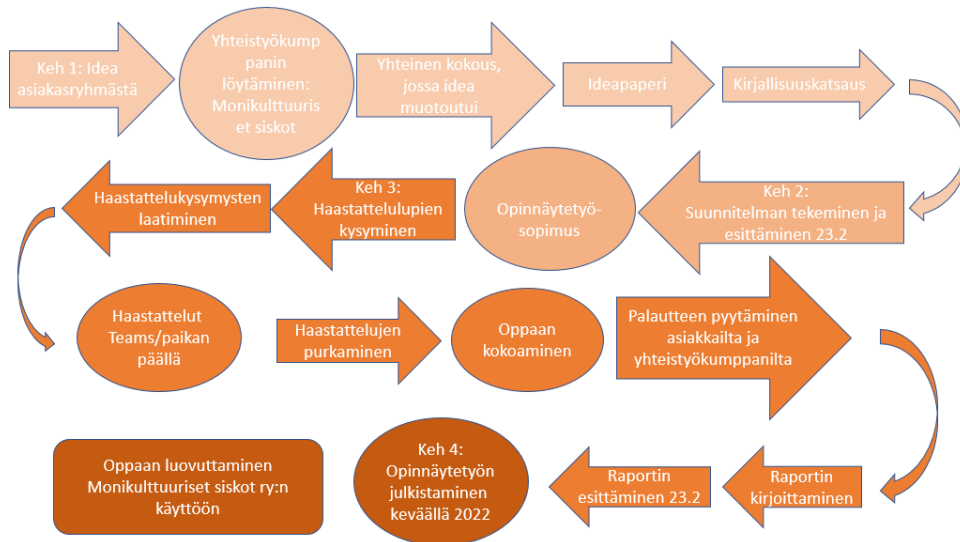 Keh 1: Idea
asiakasryhmästä
Yhteistyökump
panin
löytäminen:
Monikulttuuris
et siskot
Yhteinen kokous,
jossa idea
muotoutui
Ideapaperi
Kirjallisuuskatsaus
Keh 2:
Suunnitelman tekeminen ja
esittäminen 23.2
Opinnäytetyö-
sopimus
Keh 3:
Haastattelulupien
kysyminen
Haastattelukysymysten
laatiminen
Haastattelut
Teams/paikan
päällä
Haastattelujen
purkaminen
Oppaan
kokoaminen
Palautteen pyytäminen
asiakkailta ja
yhteistyökumppanilta
Raportin
kirjoittaminen
Raportin
esittäminen 23.2
Keh 4:
Opinnäytetyön
julkistaminen
keväällä 2022
Oppaan luovuttaminen
Monikulttuuriset siskot ry:n
käyttöön